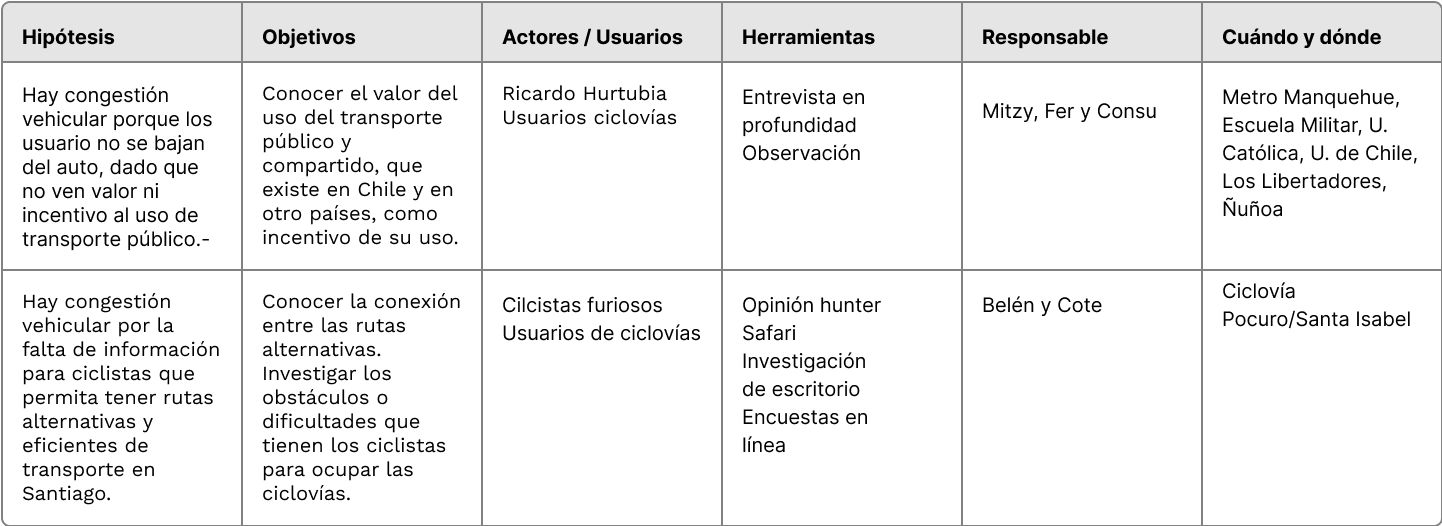 Hipótesis
Objetivos
Actores / Usuarios
Herramientas
Responsable
Cuándo y dónde
Hay congestión
vehicular porque los
usuario no se bajan
del auto, dado que
no ven valor ni
incentivo al uso de
transporte público.-
Conocer el valor del
uso del transporte
público y
compartido, que
existe en Chile y en
otro países, como
incentivo de su uso.
Ricardo Hurtubia
Usuarios ciclovías
Entrevista en
profundidad
Observación
Mitzy, Fer y Consu
Metro Manquehue,
Escuela Militar, U.
Católica, U. de Chile,
Los Libertadores,
Ñuñoa
Hay congestión
vehicular por la
falta de información
para ciclistas que
permita tener rutas
alternativas y
eficientes de
transporte en
Santiago.
Conocer la conexión
entre las rutas
alternativas.
Investigar los
obstáculos o
dificultades que
tienen los ciclistas
para ocupar las
ciclovías.
Cilcistas furiosos
Usuarios de ciclovías
Opinión hunter
Safari
Investigación
de escritorio
Encuestas en
línea
Belén y Cote
Ciclovía
Pocuro/Santa Isabel